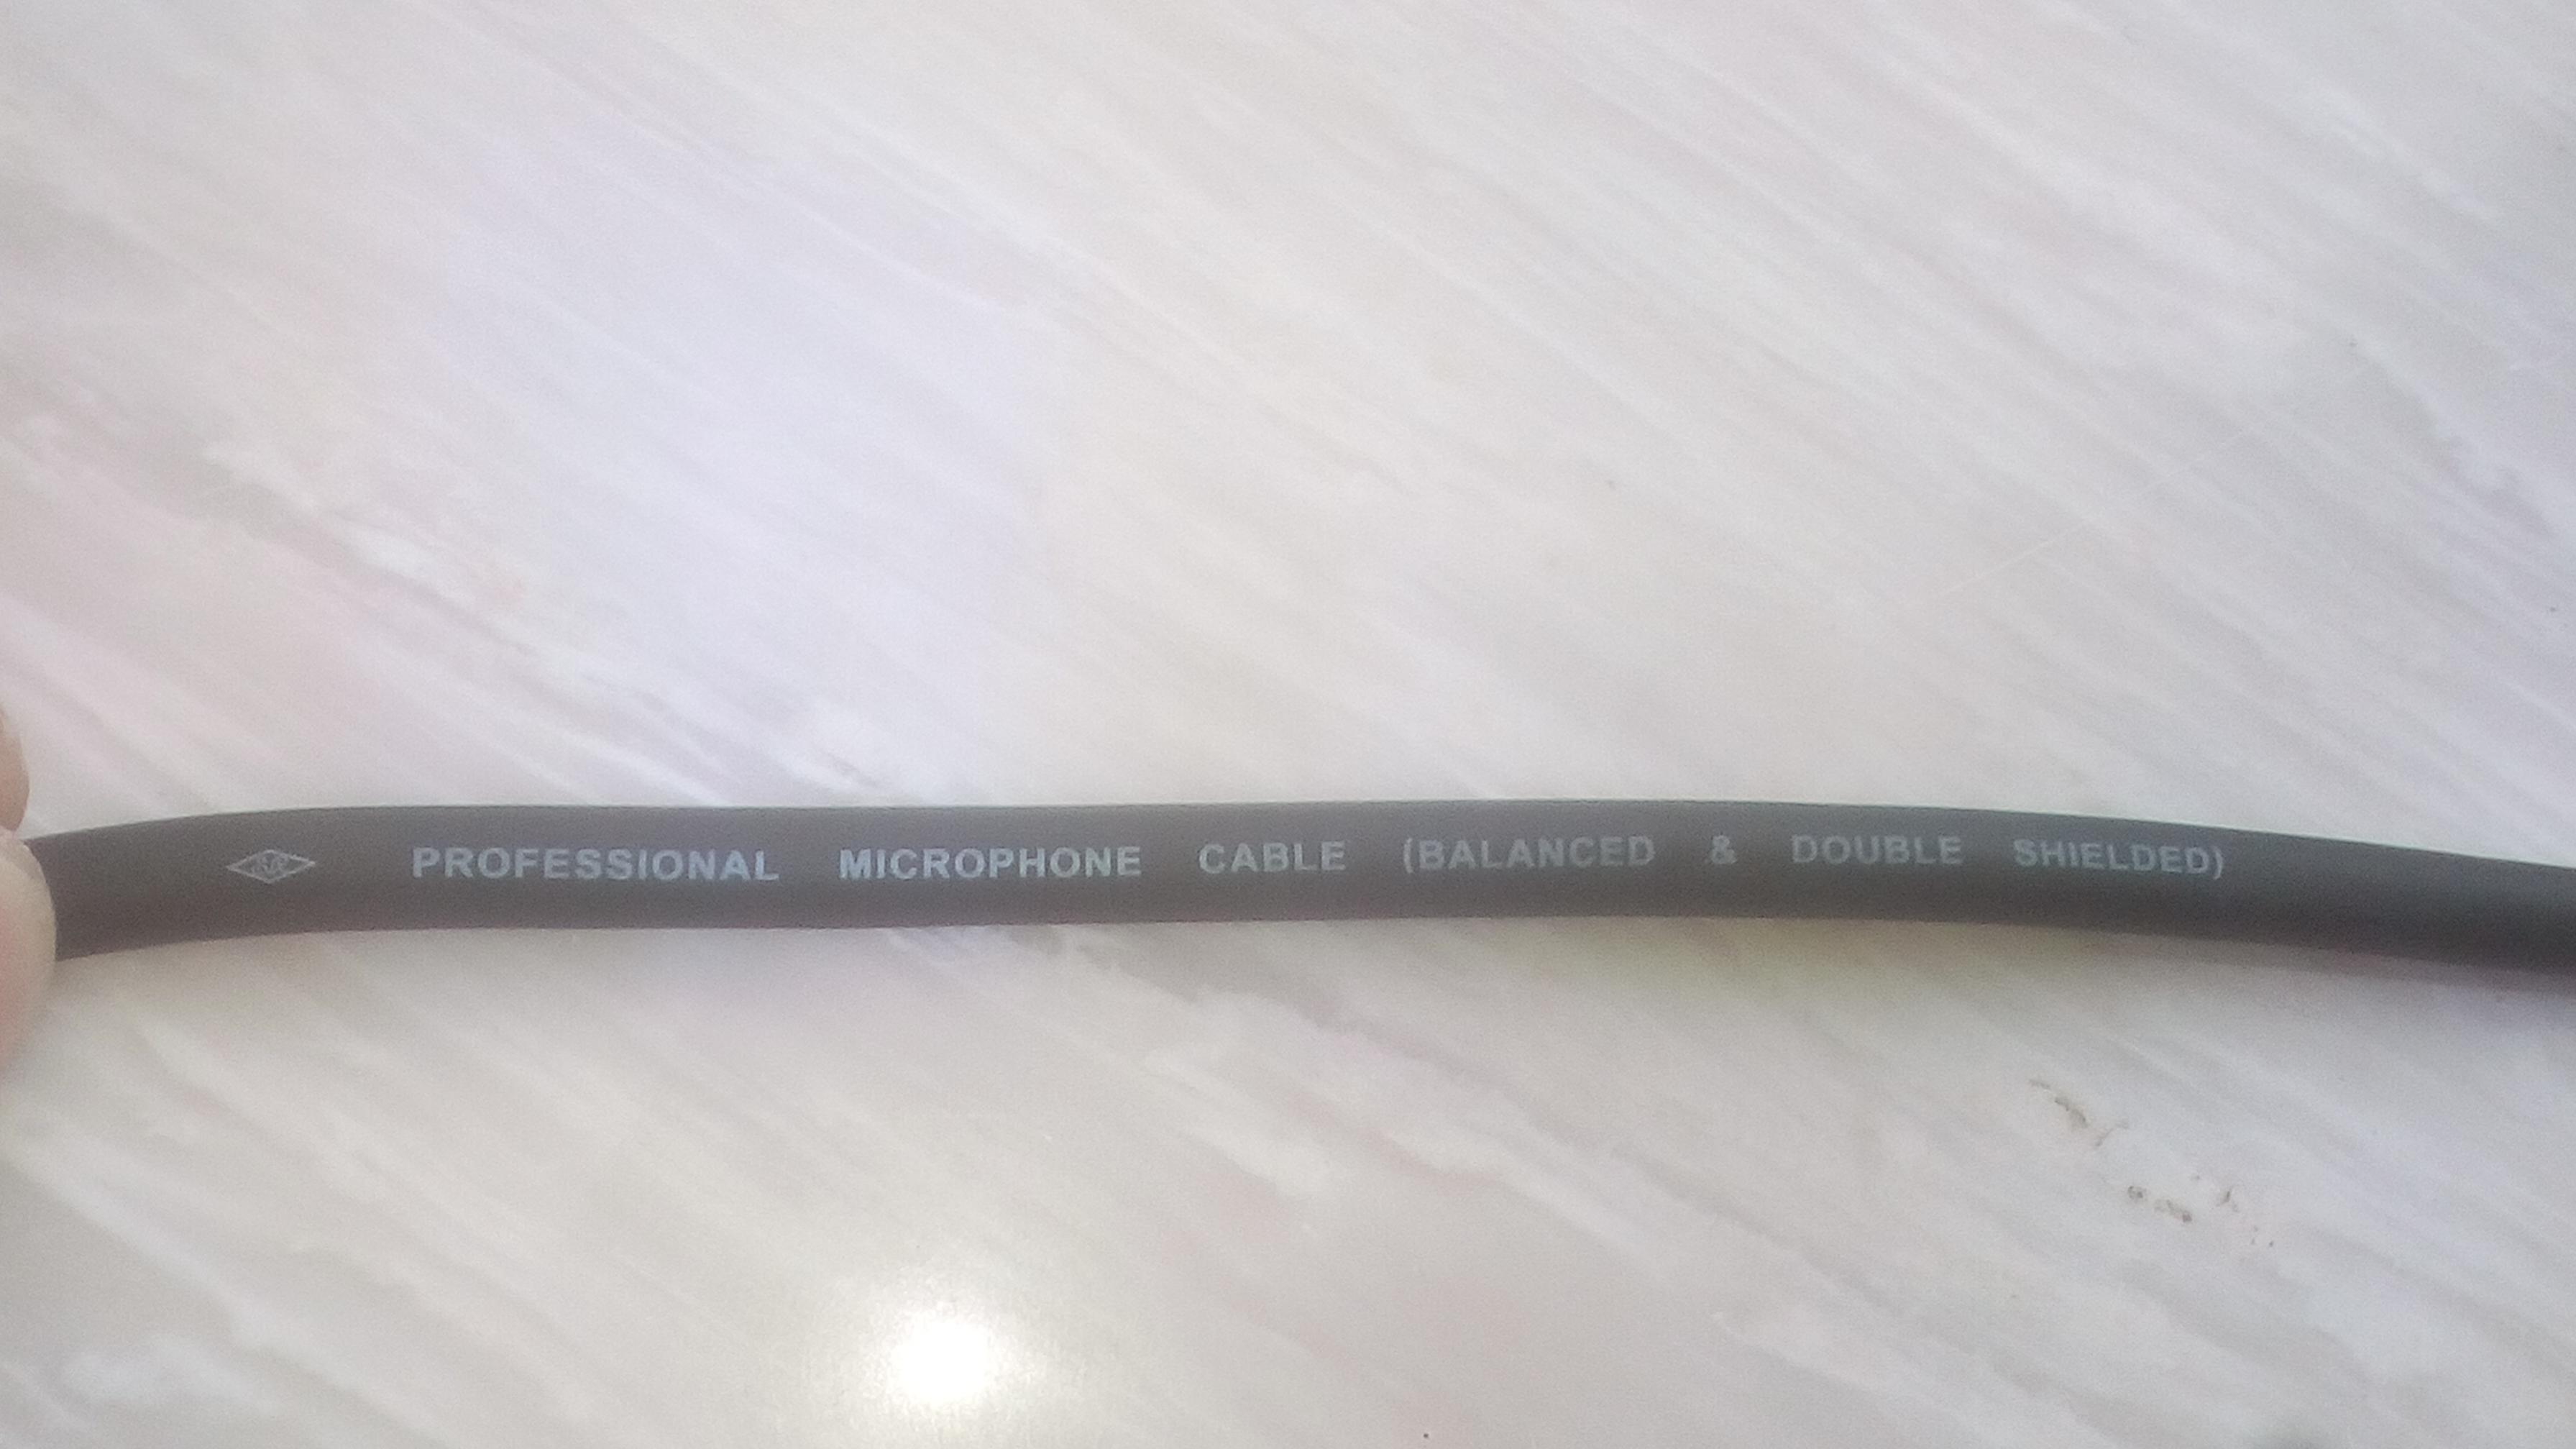 PROFESSIONAL MICROPHONE CABLE (BALANCED & DOUBLE SHIELDED)